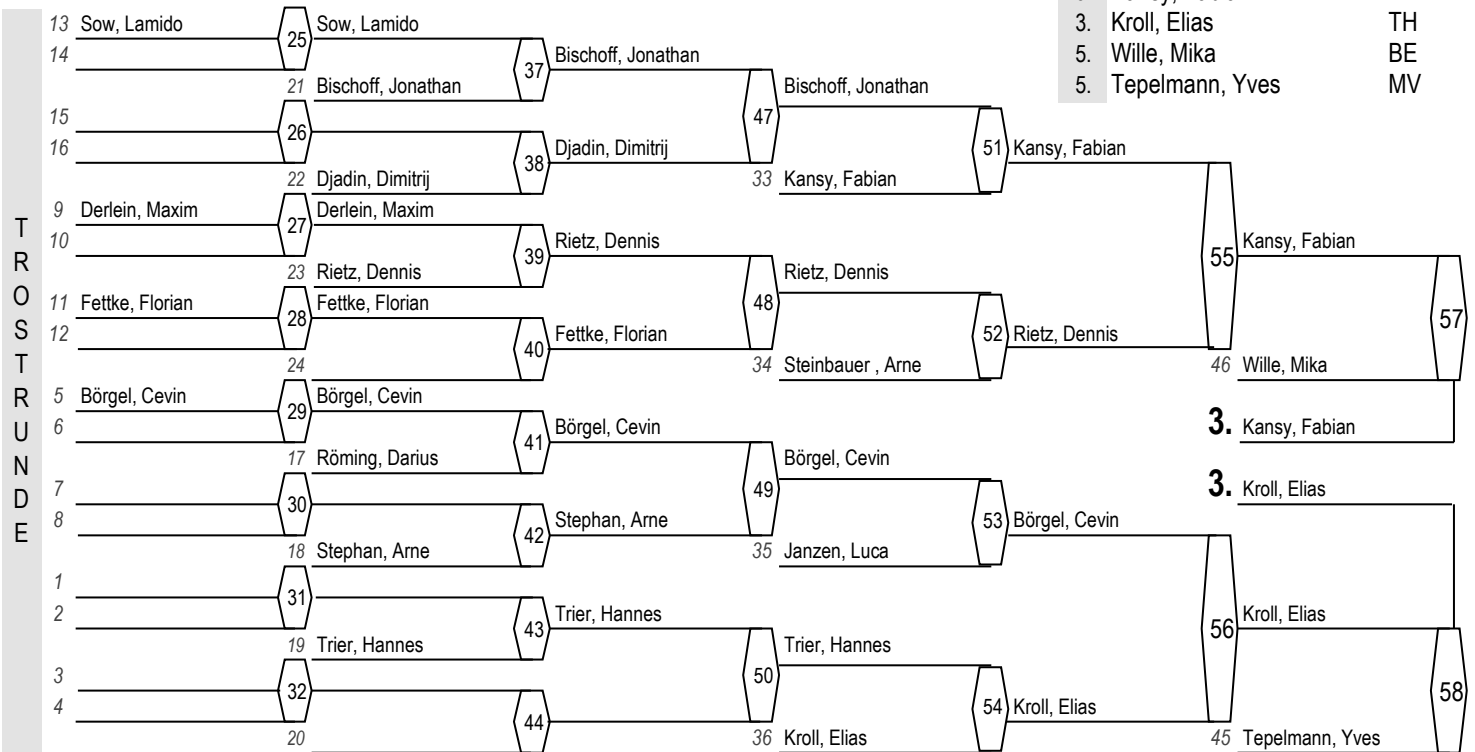 3. Kroll, Elias TH
5. Wille, Mika BE
5. Tepelmann, Yves MV
TROSTRUNDE
13 Sow, Lamido
14
25
Sow, Lamido
21 Bischoff, Jonathan
37
Bischoff, Jonathan
15
16
26
22 Djadin, Dimitrij
38
Djadin, Dimitrij
47
Bischoff, Jonathan
33 Kansy, Fabian
51
Kansy, Fabian
9 Derlein, Maxim
10
27
Derlein, Maxim
23 Rietz, Dennis
39
Rietz, Dennis
11 Fettke, Florian
12
28
Fettke, Florian
24
40
Fettke, Florian
48
Rietz, Dennis
34 Steinbauer , Arne
52
Rietz, Dennis
55
Kansy, Fabian
46 Wille, Mika
57
3. Kansy, Fabian
5 Börgel, Cevin
6
29
Börgel, Cevin
17 Röming, Darius
41
Börgel, Cevin
7
8
30
18 Stephan, Arne
42
Stephan, Arne
49
Börgel, Cevin
35 Janzen, Luca
53
Börgel, Cevin
3. Kroll, Elias
1
2
31
19 Trier, Hannes
43
Trier, Hannes
3
4
32
20
44
50
Trier, Hannes
36 Kroll, Elias
54
Kroll, Elias
56
Kroll, Elias
45 Tepelmann, Yves
58